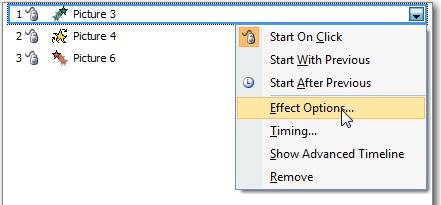 1 Picture 3
2 Picture 4
3 Picture 6
Start On Click
Start With Previous
Start After Previous
Effect Options...
Timing...
Show Advanced Timeline
Remove